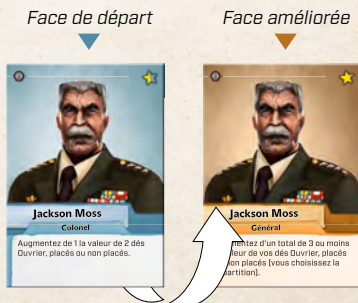 Face de départ
Face améliorée
Jackson Moss
Colonel
Augmentez de 1 la valeur de 2 dés
Ouvrier, placés ou non placés.
Jackson Moss
Général
d'un total de 3 ou moins
de vos dés Ouvrier, placés
placés (vous choisissez la